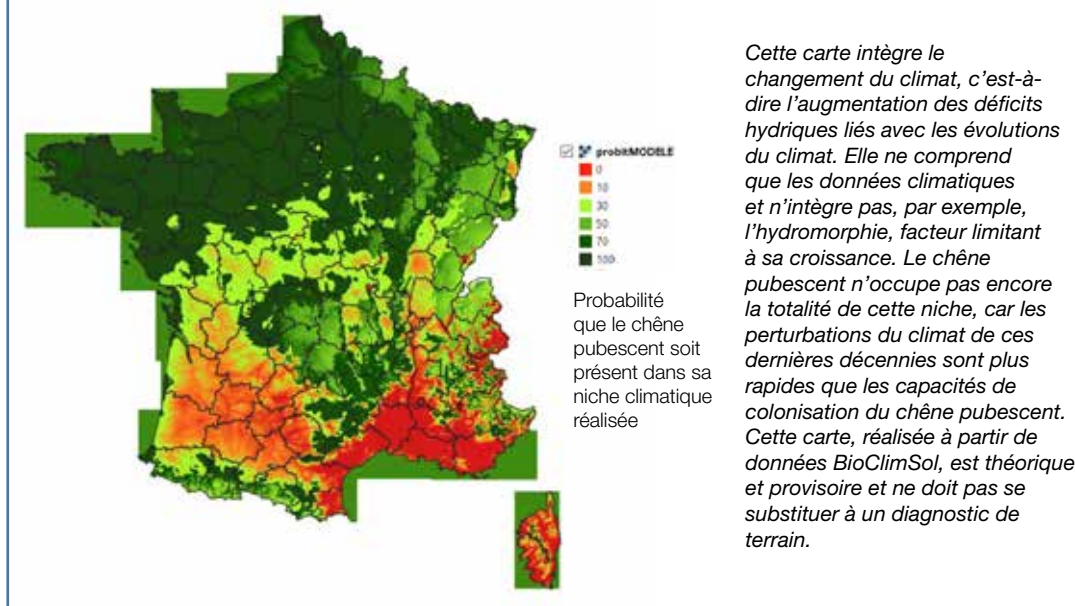 Cette carte intègre le
changement du climat, c’est-à-
dire l’augmentation des déficits
hydriques liés avec les évolutions
du climat. Elle ne comprend
que les données climatiques
et n’intègre pas, par exemple,
l’hydromorphie, facteur limitant
à sa croissance. Le chêne
pubescent n’occupe pas encore
la totalité de cette niche, car les
perturbations du climat de ces
dernières décennies sont plus
rapides que les capacités de
colonisation du chêne pubescent.
Cette carte, réalisée à partir de
données BioClimSol, est théorique
et provisoire et ne doit pas se
substituer à un diagnostic de
terrain.
probitMODELE
0
10
30
50
70
100
Probabilité
que le chêne
pubescent soit
présent dans sa
niche climatique
réalisée